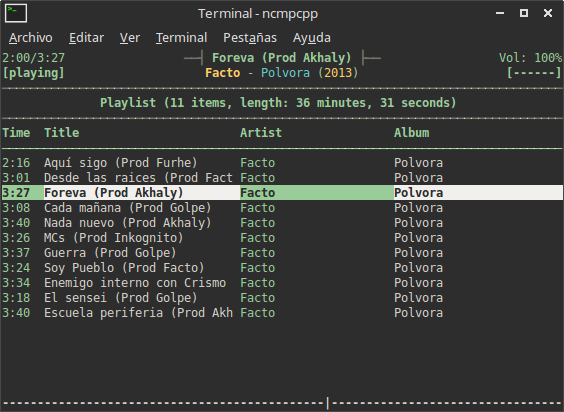 Terminal - ncmpcpp
Archivo Editar Ver Terminal Pestañas Ayuda
2:00/3:27 Foreva (Prod Akhaly) Vol: 100%
[playing] Facto - Polvora (2013) [------]
Playlist (11 items, length: 36 minutes, 31 seconds)
Time Title Artist Album
2:16 Aquí sigo (Prod Furhe) Facto Polvora
3:01 Desde las raices (Prod Fact Facto Polvora
3:27 Foreva (Prod Akhaly) Facto Polvora
3:08 Cada mañana (Prod Golpe) Facto Polvora
3:40 Nada nuevo (Prod Akhaly) Facto Polvora
3:26 MCs (Prod Inkognito) Facto Polvora
3:37 Guerra (Prod Golpe) Facto Polvora
3:24 Soy Pueblo (Prod Facto) Facto Polvora
3:34 Enemigo interno con Crismo Facto Polvora
3:18 El sensei (Prod Golpe) Facto Polvora
3:40 Escuela periferia (Prod Akh Facto Polvora